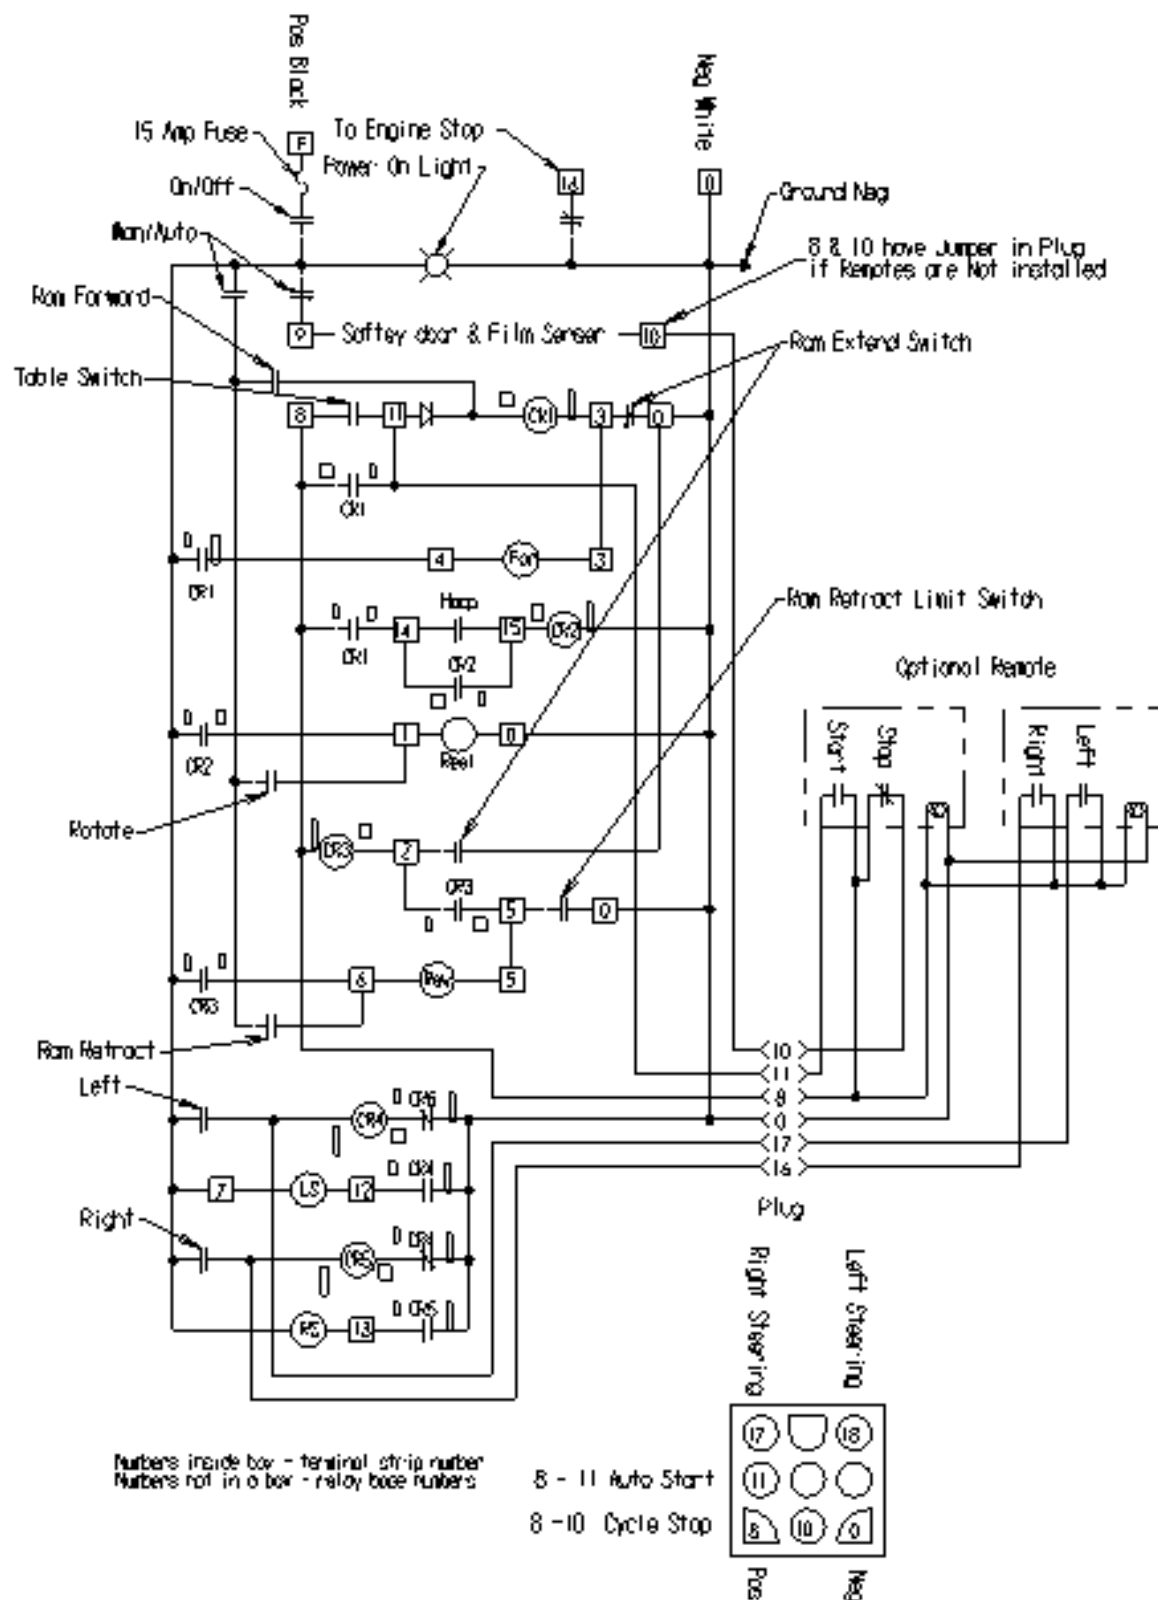 Pos Black
Neg White
15 Amp Fuse
F
To Engine Stop
Power On Light
On/Off
0
Ground Neg
Man/Auto
8 & 10 have Jumper in Plug
if Remotes are Not installed
Ram Forward
9
Saftey door & Film Senser
10
Ram Extend Switch
Table Switch
8
11
CR1
3
0
CR1
4
For
3
CR1
Ram Retract Limit Switch
Hoop
14
15
CR2
CR1
CR2
Optional Remote
Start
Stop
Right
Left
1
0
CR2
Reel
Rotate
CR3
2
CR3
5
0
6
Rev
5
CR3
Ram Retract
10
11
8
0
17
16
Plug
Left
CR4
CR5
7
LS
12
CR4
Right
CR5
CR4
RS
13
CR5
Right Steering
Left Steering
Numbers inside box - terminal strip number
Numbers not in a box - relay base numbers
8 - 11 Auto Start
8 -10 Cycle Stop
17
18
11
8
10
0
Pos
Neg